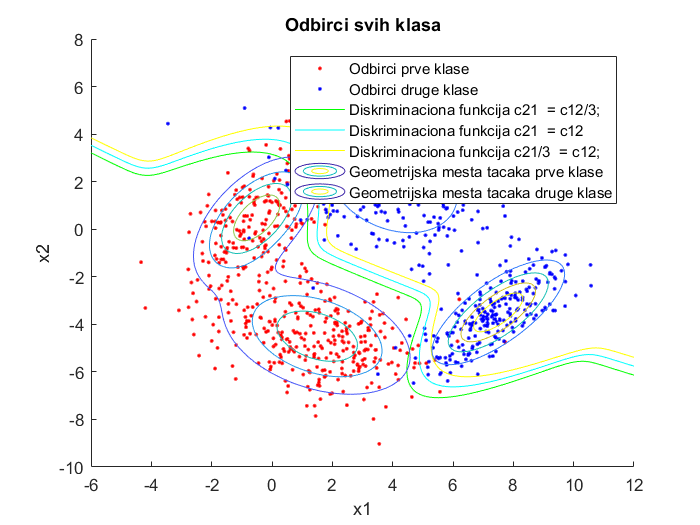 Odbirci svih klasa
Odbirci prve klase
Odbirci druge klase
Diskriminaciona funkcija c21  = c12/3;
Diskriminaciona funkcija c21  = c12
Diskriminaciona funkcija c21/3  = c12;
Geometrijska mesta tacaka prve klase
Geometrijska mesta tacaka druge klase
8
6
4
2
0
-2
-4
-6
-8
-10
x2
-6 -4 -2 0 2 4 6 8 10 12
x1